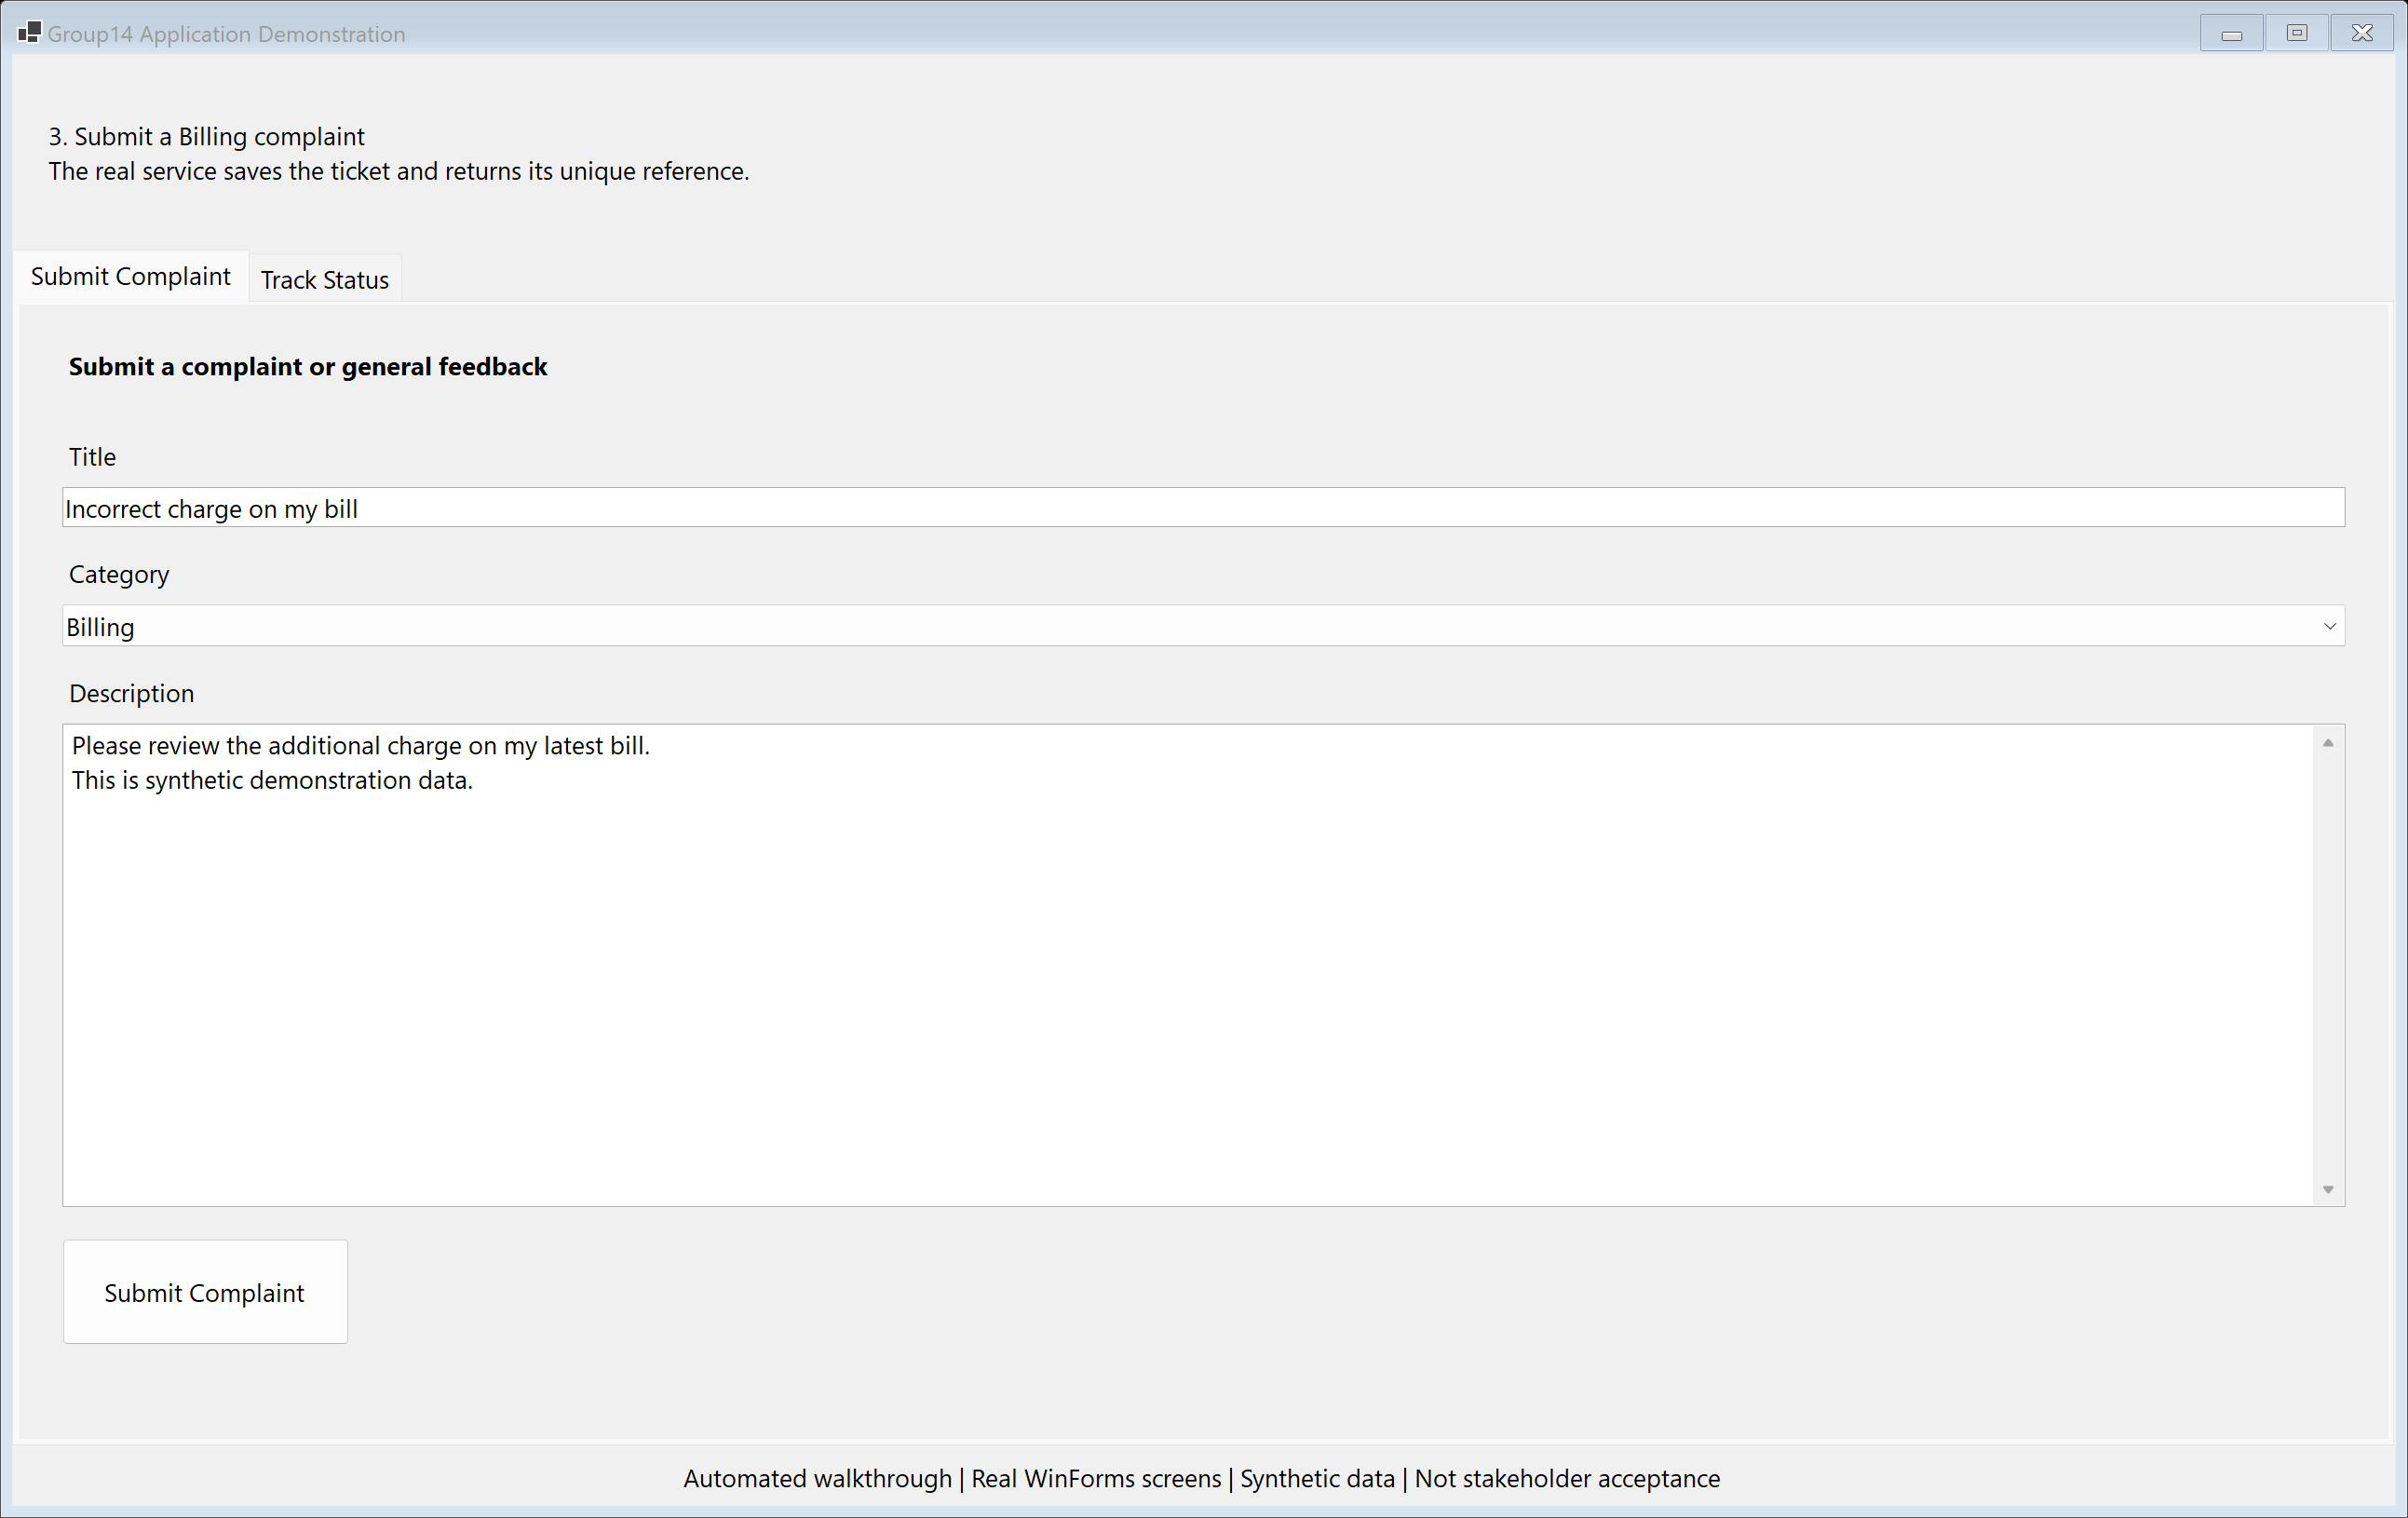 Group14 Application Demonstration
3. Submit a Billing complaint
The real service saves the ticket and returns its unique reference.
Submit Complaint
Track Status
Submit a complaint or general feedback
Title
Incorrect charge on my bill
Category
Billing
Description
Please review the additional charge on my latest bill.
This is synthetic demonstration data.
Submit Complaint
Automated walkthrough | Real WinForms screens | Synthetic data | Not stakeholder acceptance